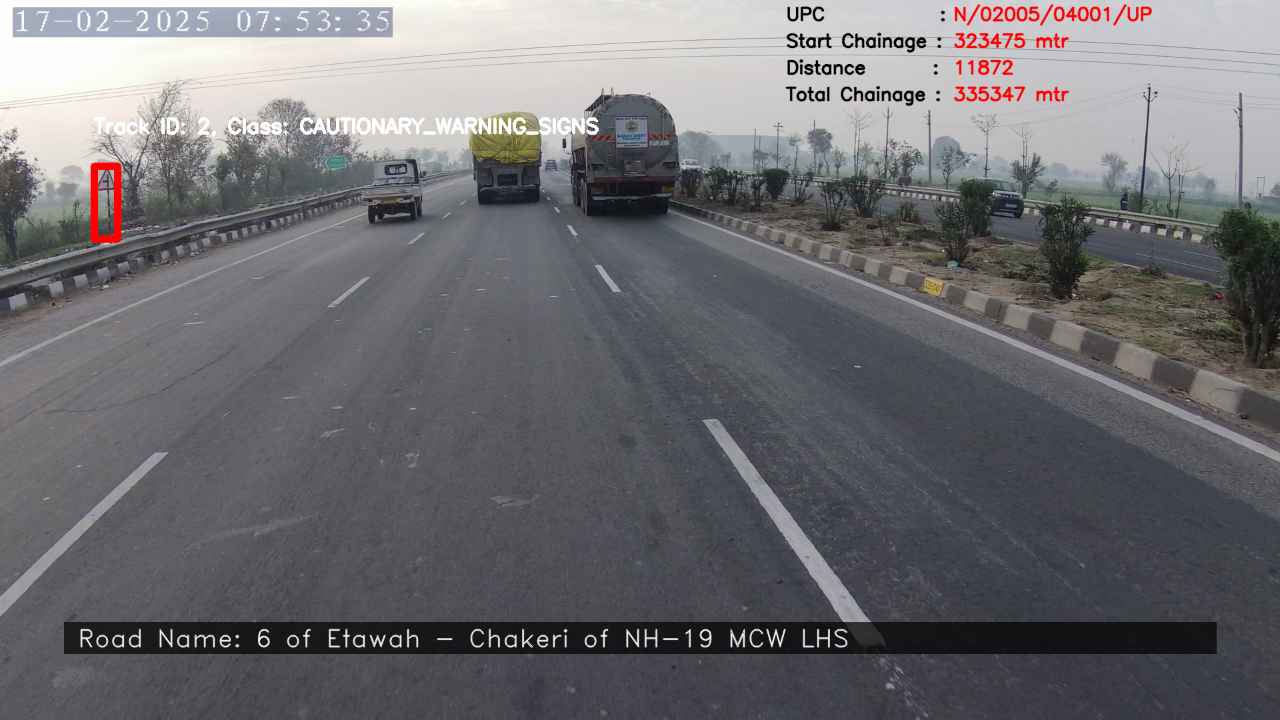 17-02-2025 07:53:35
UPC : N/02005/04001/UP
Start Chainage : 323475 mtr
Distance : 11872
Total Chainage : 335347 mtr
Track ID: 2, Class: CAUTIONARY_WARNING_SIGNS
Road Name: 6 of Etawah - Chakeri of NH-19 MCW LHS